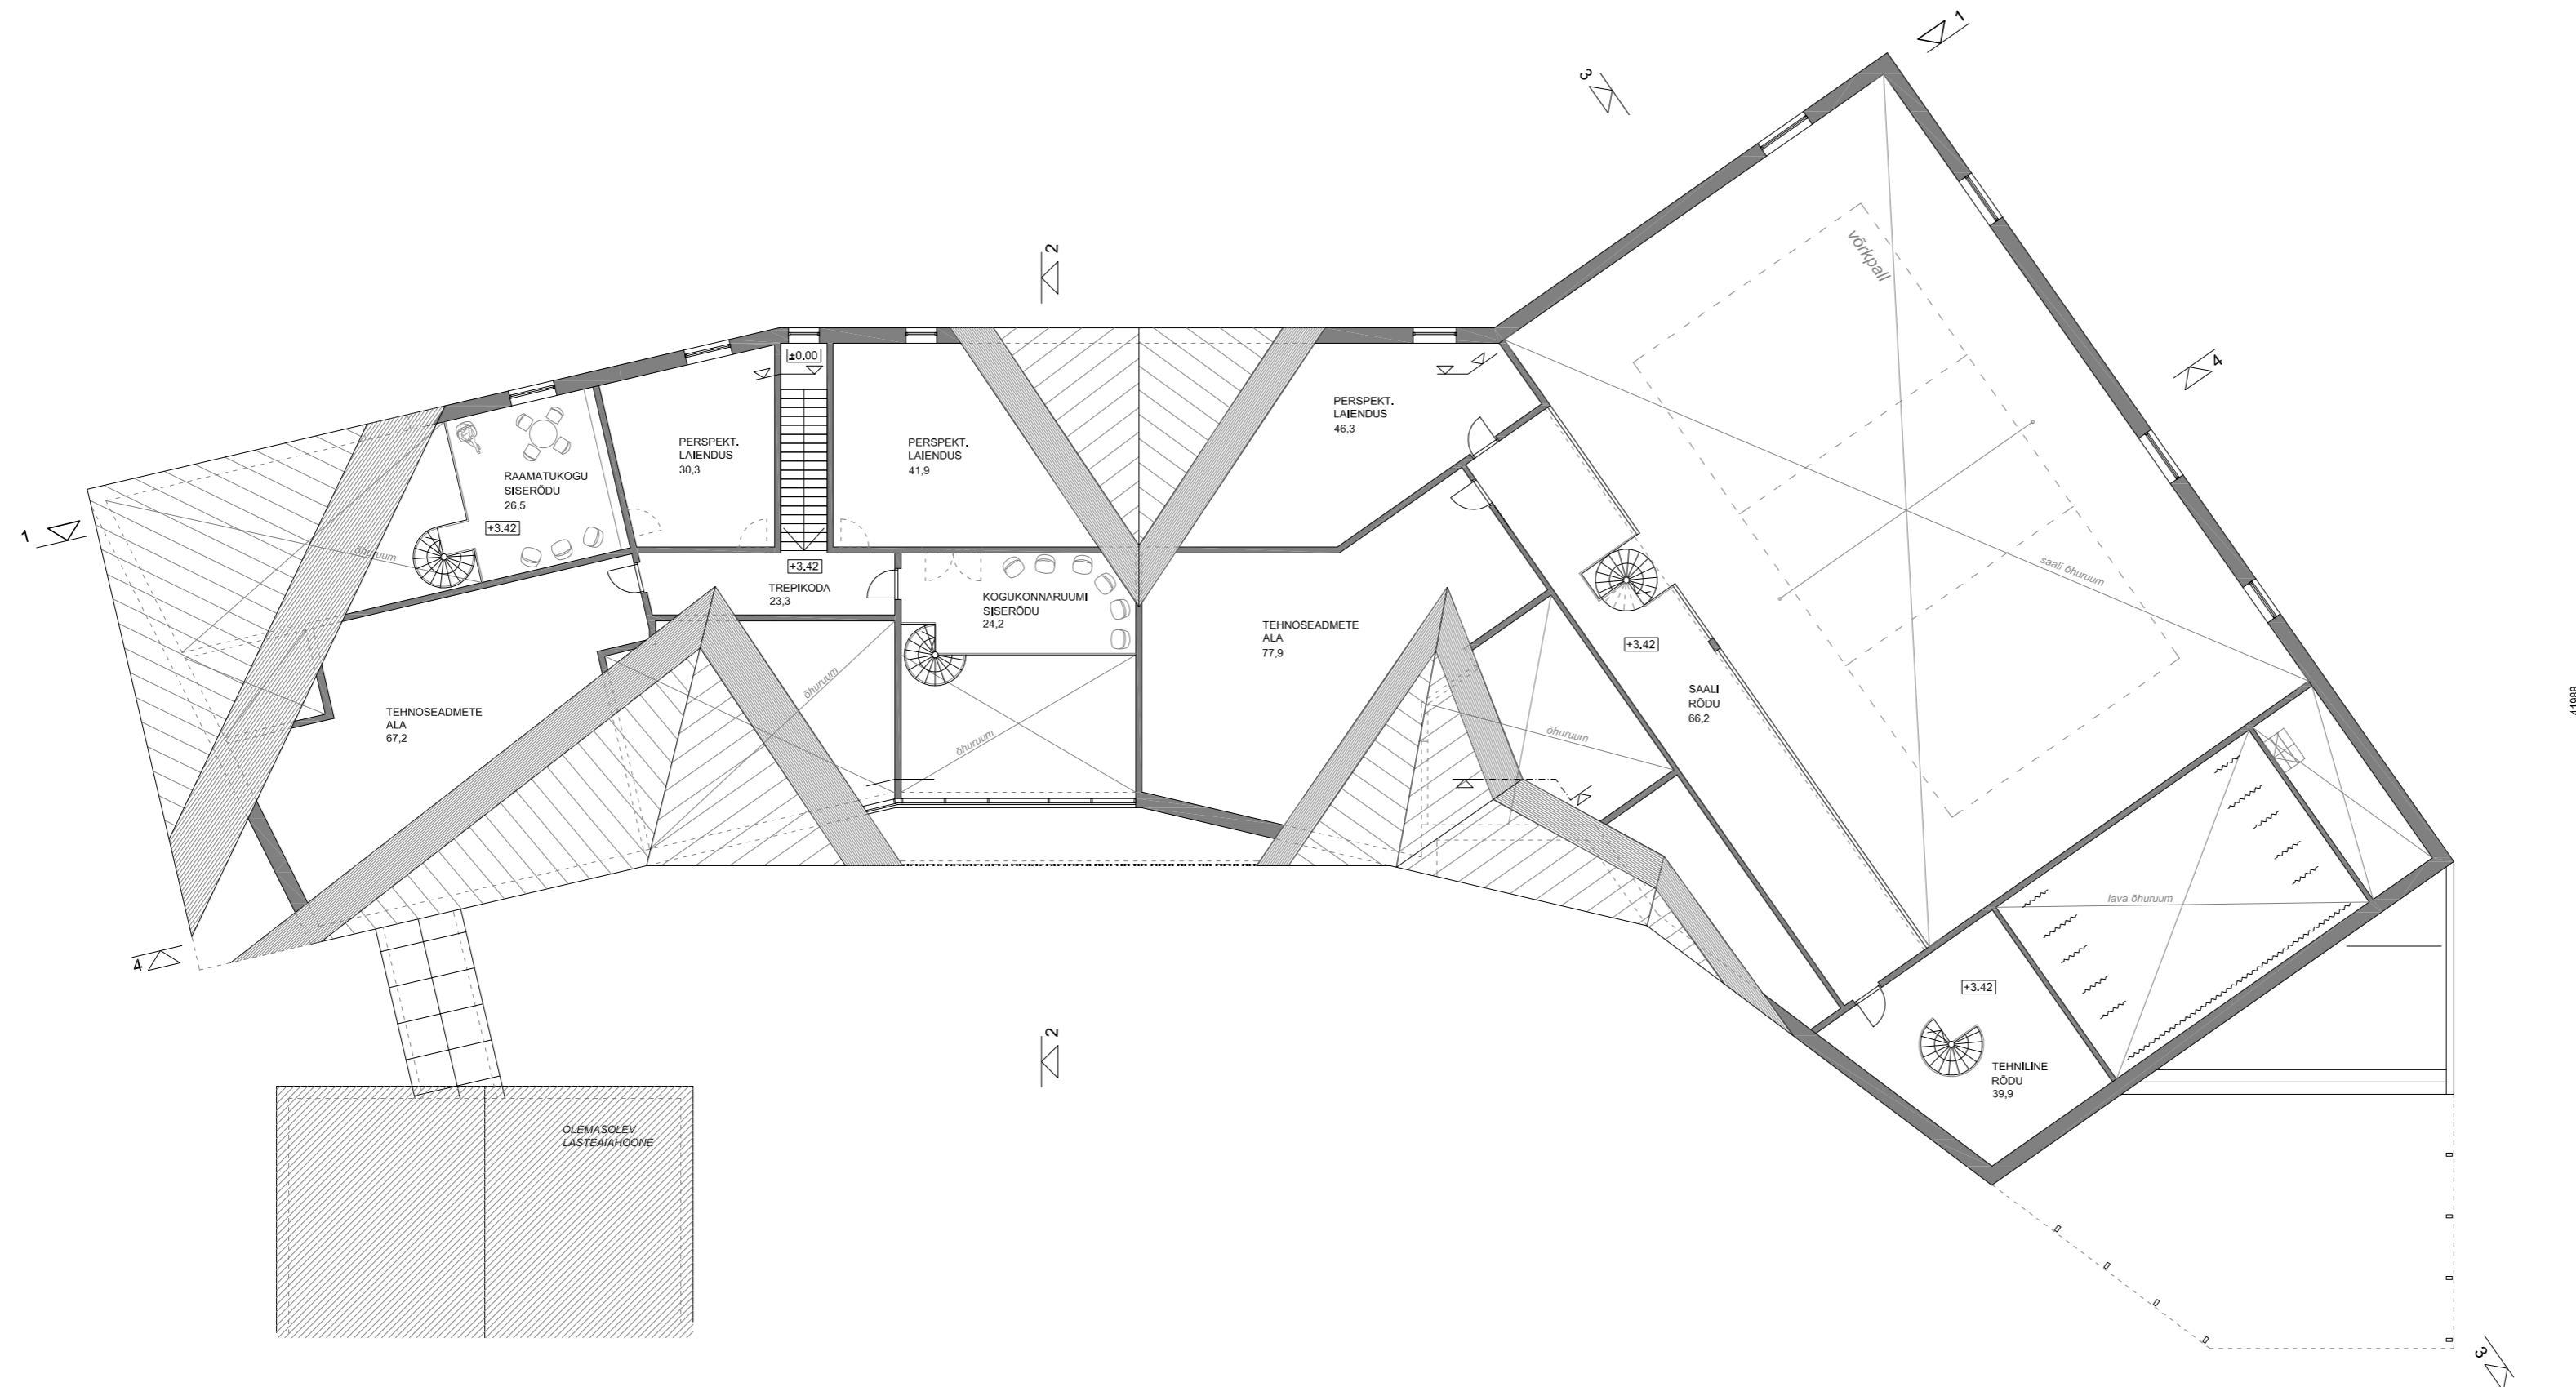 1
3
2
võrkpall
4
±0.00
PERSPEKT.
LAIENDUS
46,3
PERSPEKT.
LAIENDUS
30,3
PERSPEKT.
LAIENDUS
41,9
RAAMATUKOGU
SISERÕDU
26,5
+3.42
1
õhuruum
+3.42
TREPIKODA
23,3
KOGUKONNARUUMI
SISERÕDU
24,2
TEHNOSEADMETE
ALA
77,9
saali õhuruum
+3.42
SAALI
RÕDU
66,2
41988
õhuruum
TEHNOSEADMETE
ALA
67,2
õhuruum
õhuruum
lava õhuruum
4
+3.42
2
TEHNILINE
RÕDU
39,9
OLEMASOLEV
LASTEAIAHOONE
3